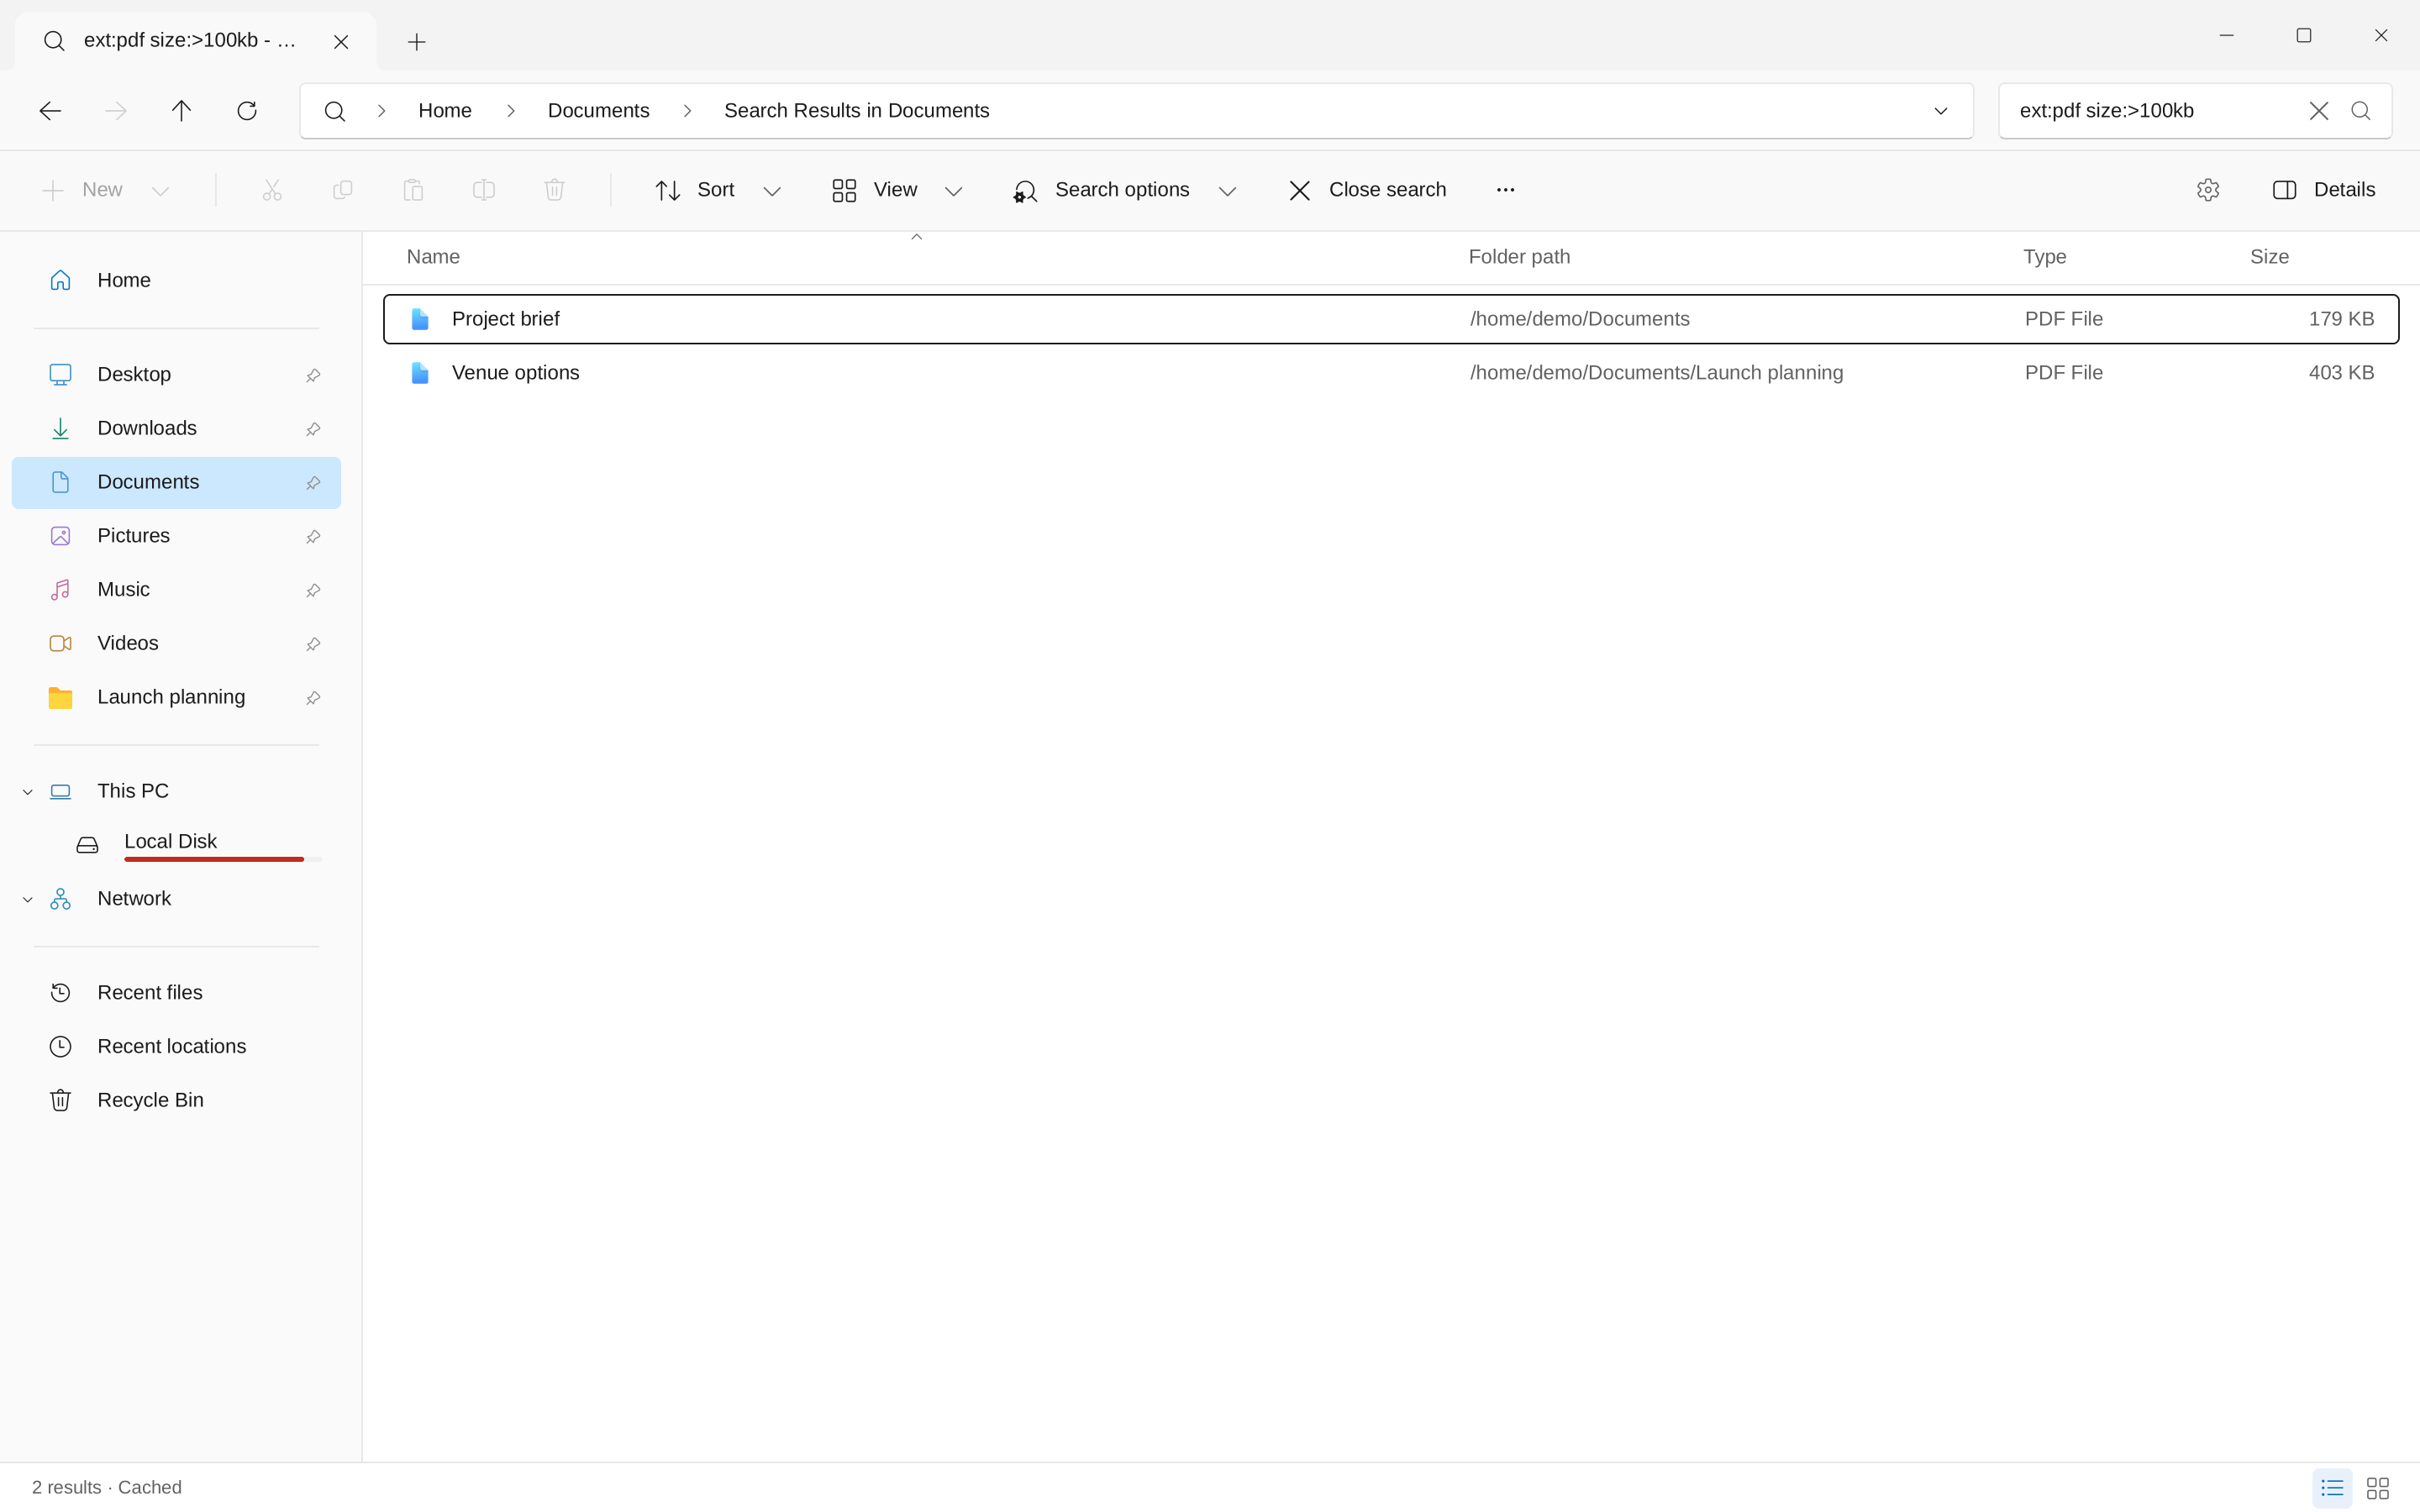 ext:pdf size:>100kb - ...
Home
Documents
Search Results in Documents
ext:pdf size:>100kb
New
Sort
View
Search options
Close search
Details
Home
Desktop
Downloads
Documents
Pictures
Music
Videos
Launch planning
This PC
Local Disk
Network
Recent files
Recent locations
Recycle Bin
Name Folder path Type Size
Project brief /home/demo/Documents PDF File 179 KB
Venue options /home/demo/Documents/Launch planning PDF File 403 KB
2 results · Cached